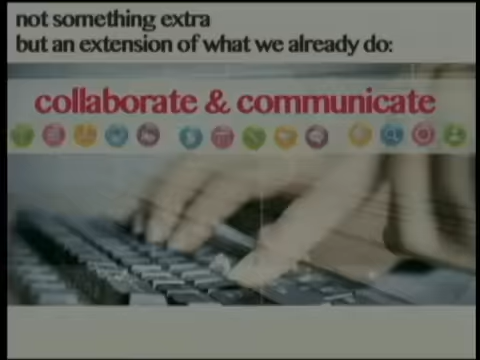 not something extra
but an extension of what we already do:
collaborate & communicate